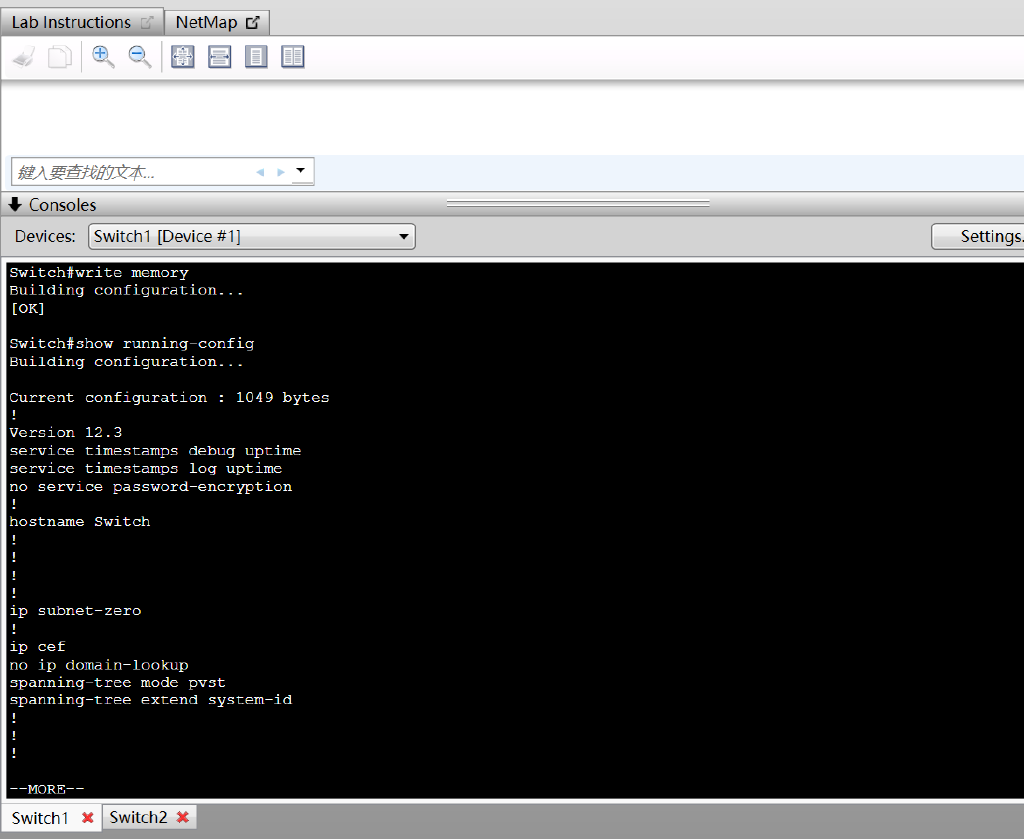 Lab Instructions NetMap
键入要查找的文本...
Consoles
Devices: Switch1 [Device #1] Settings.
Switch#write memory
Building configuration...
[OK]
Switch#show running-config
Building configuration...
Current configuration : 1049 bytes
!
Version 12.3
service timestamps debug uptime
service timestamps log uptime
no service password-encryption
!
hostname Switch
!
!
!
!
ip subnet-zero
!
ip cef
no ip domain-lookup
spanning-tree mode pvst
spanning-tree extend system-id
!
!
!
--MORE--
Switch1 Switch2